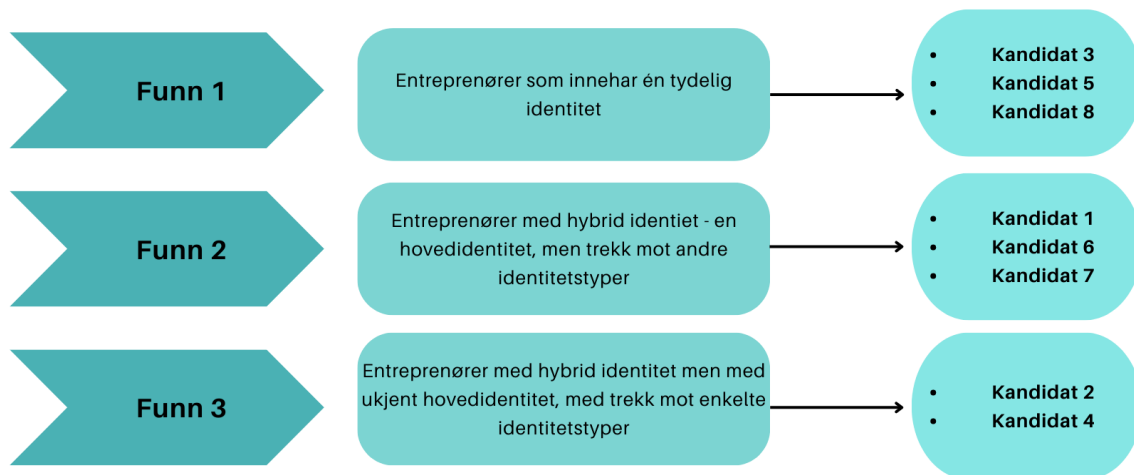 Funn 1
Entreprenører som innehar én tydelig
identitet
• Kandidat 3
• Kandidat 5
• Kandidat 8
Funn 2
Entreprenører med hybrid identiet - en
hovedidentitet, men trekk mot andre
identitetstyper
• Kandidat 1
• Kandidat 6
• Kandidat 7
Funn 3
Entreprenører med hybrid identitet men med
ukjent hovedidentitet, med trekk mot enkelte
identitetstyper
• Kandidat 2
• Kandidat 4